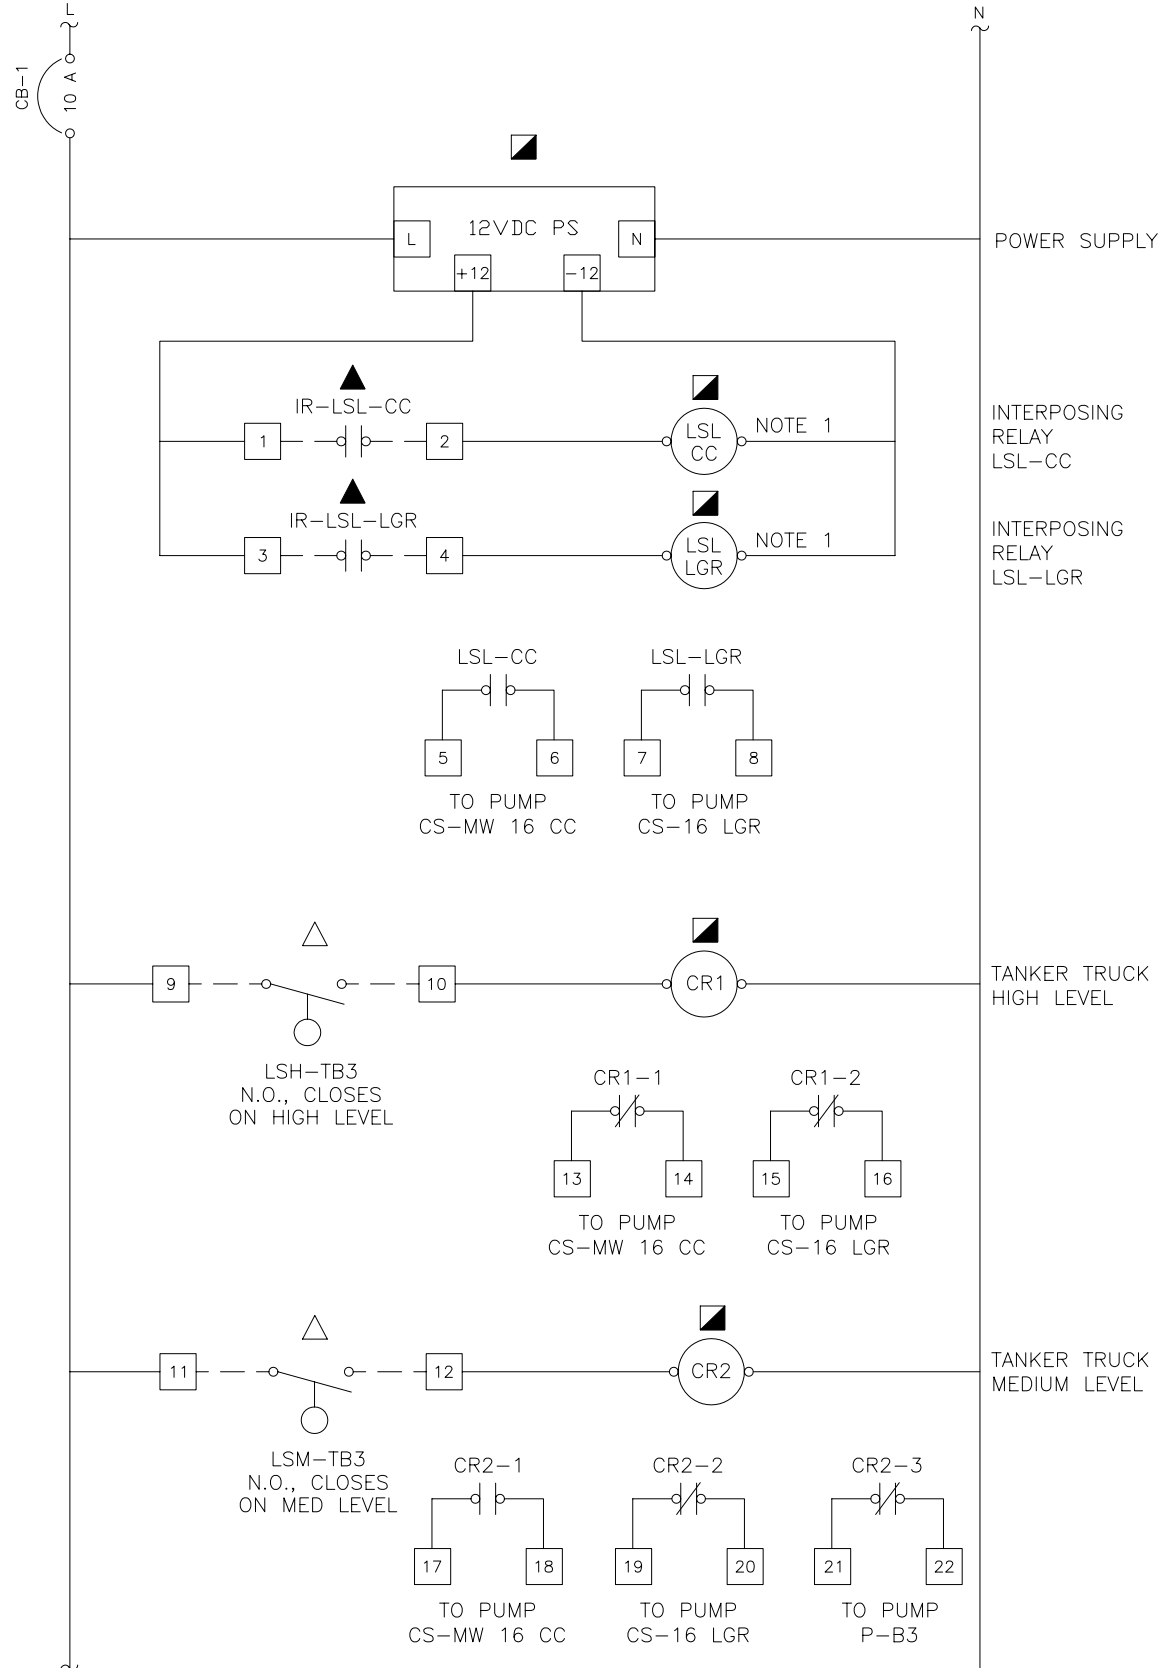 L
N
CB-1
10 A
12VDC PS
L
N
+12
-12
POWER SUPPLY
IR-LSL-CC
1
2
LSL
CC
NOTE 1
INTERPOSING
RELAY
LSL-CC
IR-LSL-LGR
3
4
LSL
LGR
NOTE 1
INTERPOSING
RELAY
LSL-LGR
LSL-CC
5
6
TO PUMP
CS-MW 16 CC
LSL-LGR
7
8
TO PUMP
CS-16 LGR
9
10
CR1
TANKER TRUCK
HIGH LEVEL
LSH-TB3
N.O., CLOSES
ON HIGH LEVEL
CR1-1
13
14
TO PUMP
CS-MW 16 CC
CR1-2
15
16
TO PUMP
CS-16 LGR
11
12
CR2
TANKER TRUCK
MEDIUM LEVEL
LSM-TB3
N.O., CLOSES
ON MED LEVEL
CR2-1
17
18
TO PUMP
CS-MW 16 CC
CR2-2
19
20
TO PUMP
CS-16 LGR
CR2-3
21
22
TO PUMP
P-B3